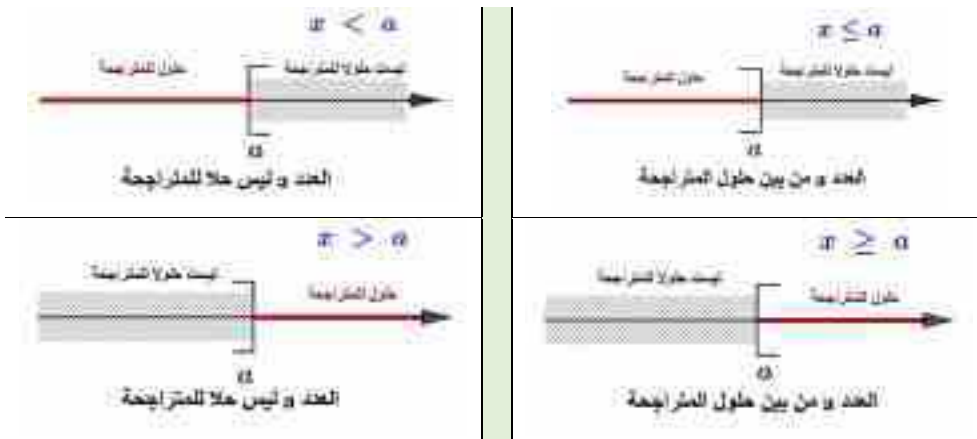 x ≤ a
ليست حلولا للمتراجحة
حلول المتراجحة
a
العدد a من بين حلول المتراجحة
x < a
ليست حلولا للمتراجحة
حلول للمتراجحة
a
العدد a ليس حلا للمتراجحة
x ≥ a
ليست حلولا للمتراجحة
حلول المتراجحة
a
العدد a من بين حلول المتراجحة
x > a
ليست حلولا للمتراجحة
حلول المتراجحة
a
العدد a ليس حلا للمتراجحة